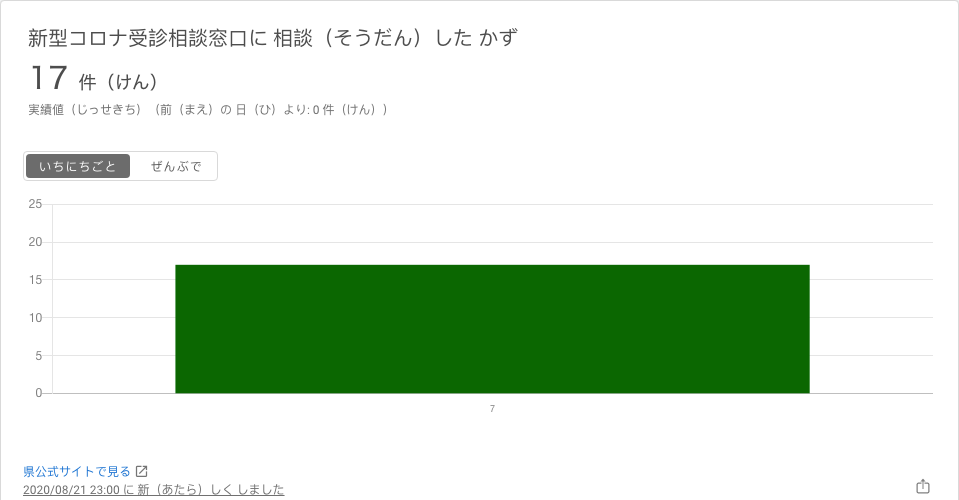 新型コロナ受診相談窓口に 相談（そうだん）した かず
17 件（けん）
実績値（じっせきち）（前（まえ）の 日（ひ）より: 0 件（けん））
いちにちごと ぜんぶで
25
20
15
10
5
0
7
県公式サイトで見る
2020/08/21 23:00 に 新（あたら）しく しました